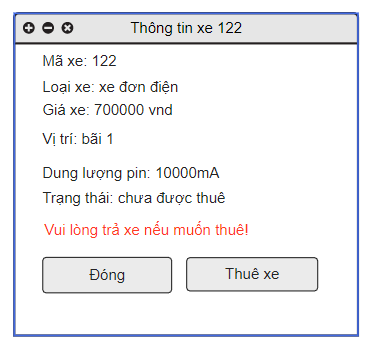 Thông tin xe 122
Mã xe: 122
Loại xe: xe đơn điện
Giá xe: 700000 vnd
Vị trí: bãi 1
Dung lượng pin: 10000mA
Trạng thái: chưa được thuê
Vui lòng trả xe nếu muốn thuê!
Đóng
Thuê xe